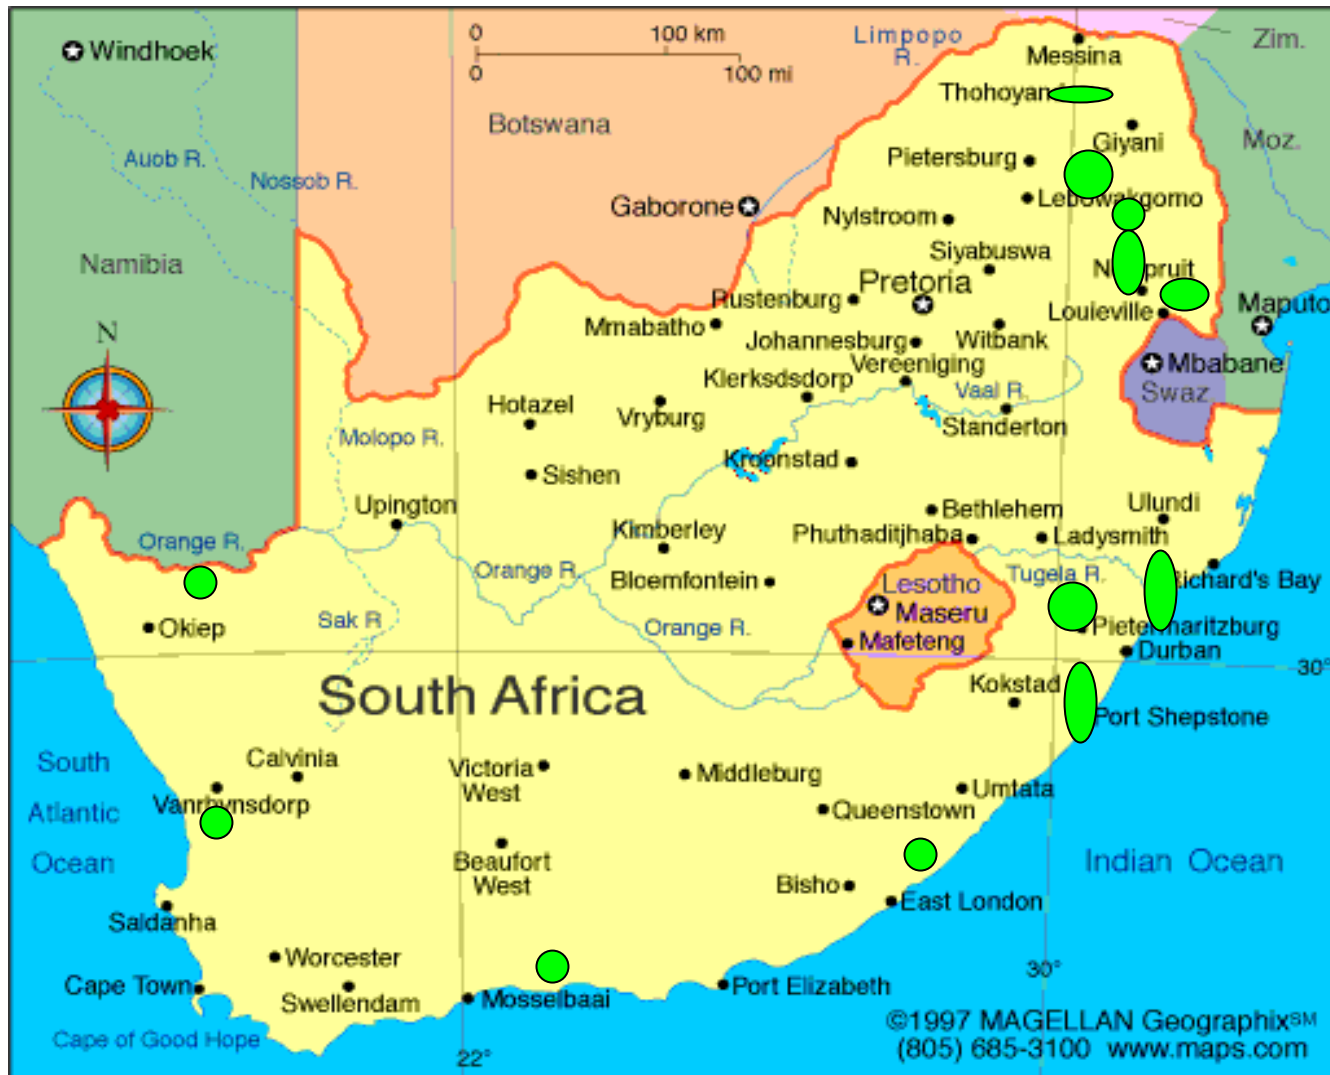 Windhoek
0 100 km
0 100 mi
Limpopo
R.
Zim.
Messina
Thohoyan
Botswana
Auob R.
Nossob R.
Giyani
Moz.
Pietersburg
Lebowakgomo
Gaborone
Nylstroom
Siyabuswa
Namibia
Pretoria
Rustenburg
Louieville
Maputo
Mmabatho
Johannesburg
Witbank
N
Vereeniging
Mbabane
Klerksdsdorp
Vaal R.
Swaz.
Hotazel
Vryburg
Standerton
Molopo R.
Kroonstad
Sishen
Upington
Bethlehem
Ulundi
Kimberley
Phuthaditjhaba
Ladysmith
Orange R.
Orange R.
Bloemfontein
Lesotho
Tugela R.
Richard's Bay
Sak R
Orange R.
Maseru
Okiep
Mafeteng
Pietermaritzburg
Durban
30°
South Africa
Kokstad
Port Shepstone
South
Atlantic
Ocean
Calvinia
Victoria
West
Middleburg
Umtata
Vanrhynsdorp
Queenstown
Beaufort
West
Indian Ocean
Bisho
East London
Saldanha
Worcester
30°
Cape Town
Swellendam
Mosselbaai
Port Elizabeth
Cape of Good Hope
22°
©1997 MAGELLAN Geographix℠
(805) 685-3100 www.maps.com